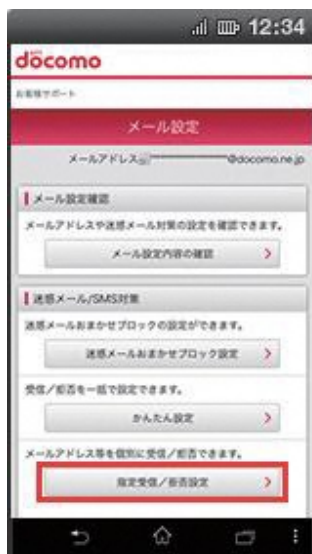 12:34
döcomo
お客様サポート
メール設定
メールアドレス @docomo.ne.jp
メール設定確認
メールアドレスや迷惑メール対策の設定を確認できます。
メール設定内容の確認
迷惑メール/SMS対策
迷惑メールおまかせブロックの設定ができます。
迷惑メールおまかせブロック設定
受信/拒否を一括で設定できます。
かんたん設定
メールアドレス等を個別に受信/拒否できます。
指定受信/拒否設定